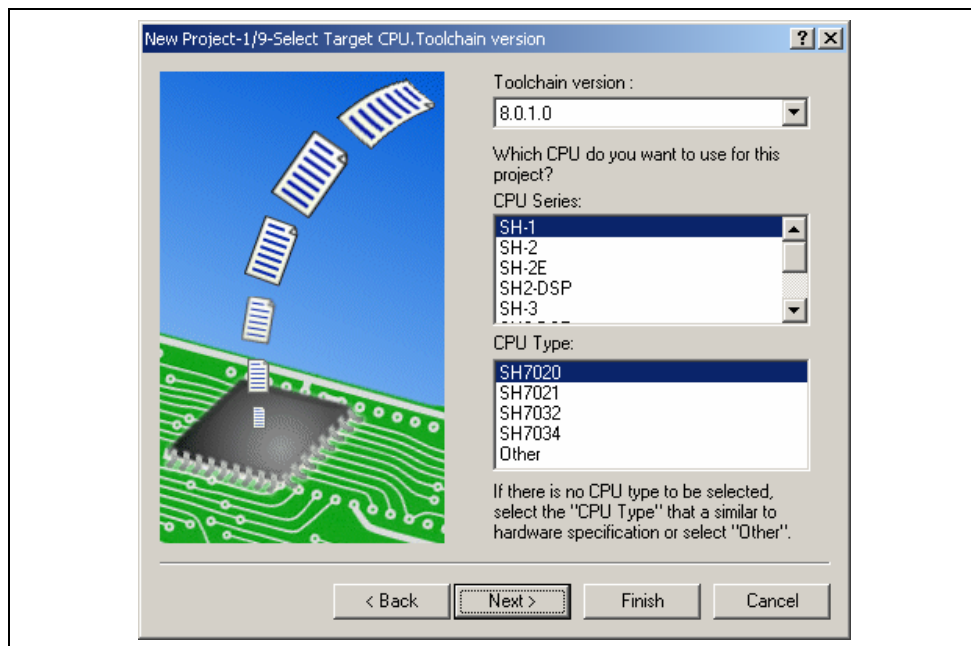 New Project-1/9-Select Target CPU.Toolchain version
Toolchain version :
8.0.1.0
Which CPU do you want to use for this
project?
CPU Series:
SH-1
SH-2
SH-2E
SH2-DSP
SH-3
CPU Type:
SH7020
SH7021
SH7032
SH7034
Other
If there is no CPU type to be selected,
select the "CPU Type" that a similar to
hardware specification or select "Other".
< Back
Next >
Finish
Cancel